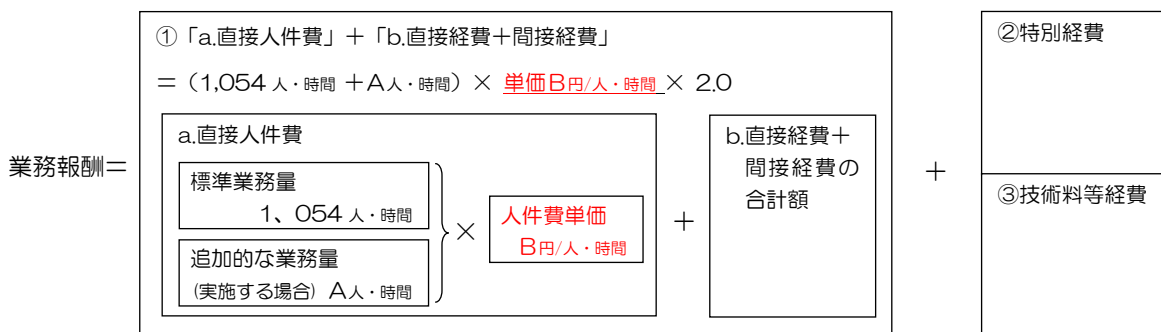 ①「a.直接人件費」+「b.直接経費+間接経費」
=(1,054 人・時間 +A人・時間)× 単価B円/人・時間 × 2.0
業務報酬=
a.直接人件費
標準業務量
1、054 人・時間
追加的な業務量
(実施する場合) A人・時間
×
人件費単価
B円/人・時間
+
b.直接経費+
間接経費の
合計額
+
②特別経費
③技術料等経費